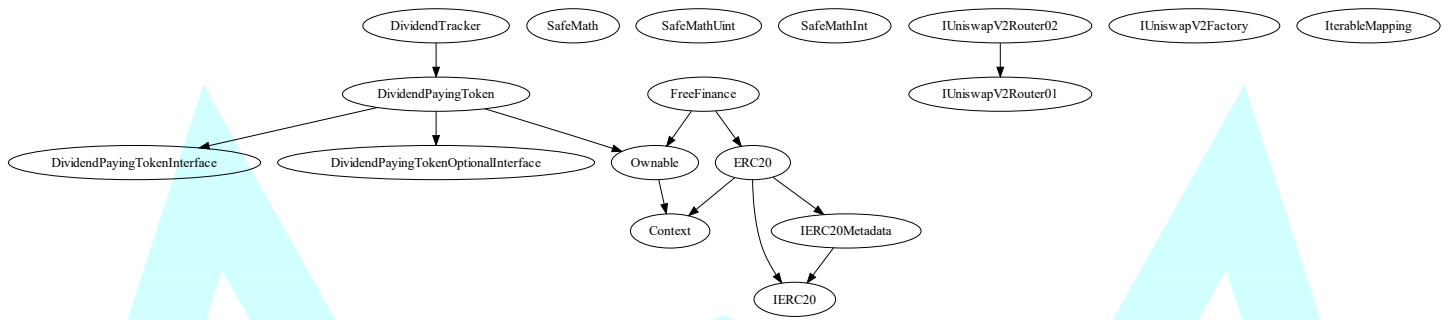 DividendTracker
SafeMath
SafeMathUint
SafeMathInt
IUniswapV2Router02
IUniswapV2Factory
IterableMapping
DividendPayingToken
FreeFinance
IUniswapV2Router01
DividendPayingTokenInterface
DividendPayingTokenOptionalInterface
Ownable
ERC20
Context
IERC20Metadata
IERC20